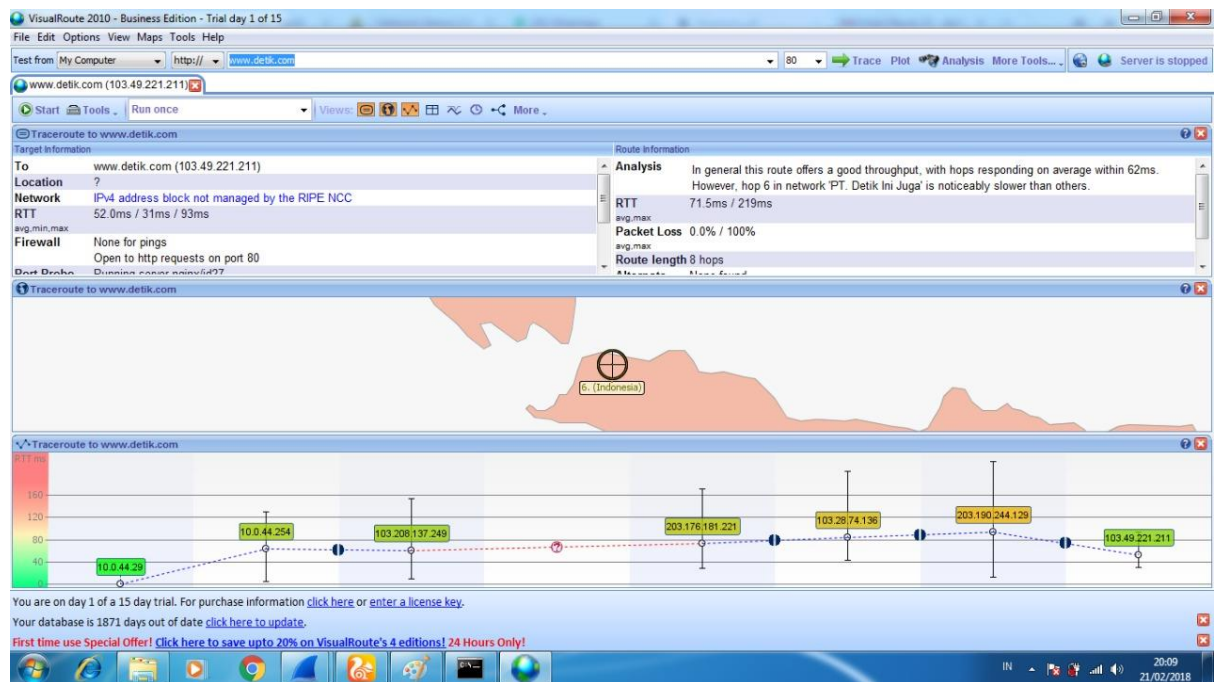 VisualRoute 2010 - Business Edition - Trial day 1 of 15
File Edit Options View Maps Tools Help
Test from My Computer http:// www.detik.com 80 Trace Plot Analysis More Tools... Server is stopped
www.detik.com (103.49.221.211)
Start Tools Run once Views: More
Traceroute to www.detik.com
Target Information
To www.detik.com (103.49.221.211)
Location ?
Network IPv4 address block not managed by the RIPE NCC
RTT 52.0ms / 31ms / 93ms
avg,min,max
Firewall None for pings
Open to http requests on port 80
Port Probe Running server nginx/id27
Route Information
Analysis In general this route offers a good throughput, with hops responding on average within 62ms.
However, hop 6 in network 'PT. Detik Ini Juga' is noticeably slower than others.
RTT 71.5ms / 219ms
avg,max
Packet Loss 0.0% / 100%
avg,max
Route length 8 hops
Alternate None found
Traceroute to www.detik.com
6. (Indonesia)
Traceroute to www.detik.com
RTT ms
160
120
80
40
0
10.0.44.29
10.0.44.254
103.208.137.249
?
203.176.181.221
103.28.74.136
203.190.244.129
103.49.221.211
You are on day 1 of a 15 day trial. For purchase information click here or enter a license key.
Your database is 1871 days out of date click here to update.
First time use Special Offer! Click here to save upto 20% on VisualRoute's 4 editions! 24 Hours Only!
IN
20:09
21/02/2018